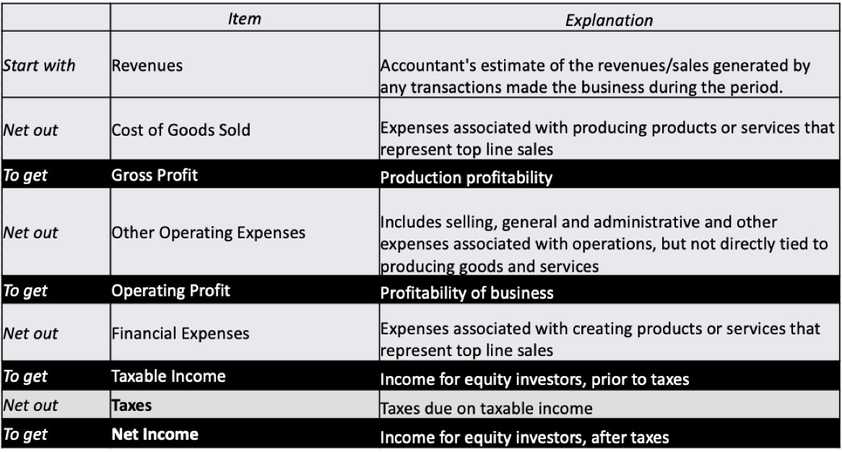 Item Explanation
Start with Revenues Accountant's estimate of the revenues/sales generated by
any transactions made the business during the period.
Net out Cost of Goods Sold Expenses associated with producing products or services that
represent top line sales
To get Gross Profit Production profitability
Net out Other Operating Expenses Includes selling, general and administrative and other
expenses associated with operations, but not directly tied to
producing goods and services
To get Operating Profit Profitability of business
Net out Financial Expenses Expenses associated with creating products or services that
represent top line sales
To get Taxable Income Income for equity investors, prior to taxes
Net out Taxes Taxes due on taxable income
To get Net Income Income for equity investors, after taxes